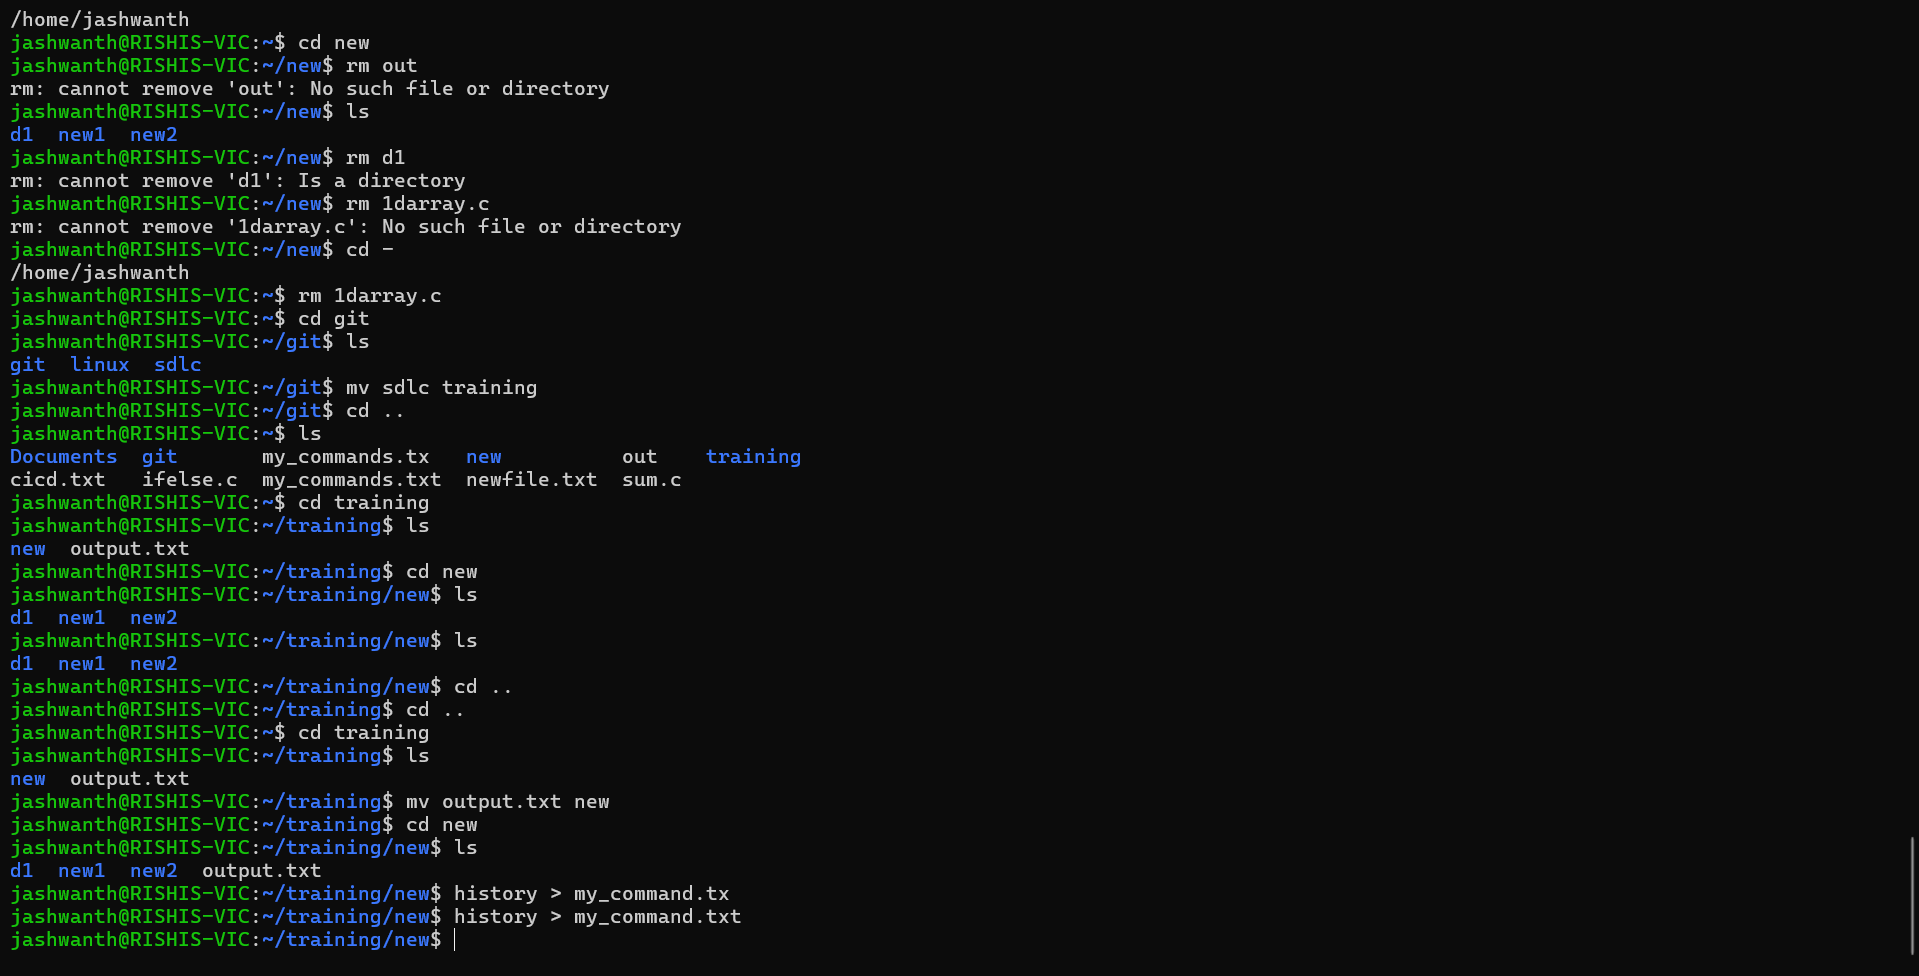 /home/jashwanth
jashwanth@RISHIS-VIC:~$ cd new
jashwanth@RISHIS-VIC:~/new$ rm out
rm: cannot remove 'out': No such file or directory
jashwanth@RISHIS-VIC:~/new$ ls
d1  new1  new2
jashwanth@RISHIS-VIC:~/new$ rm d1
rm: cannot remove 'd1': Is a directory
jashwanth@RISHIS-VIC:~/new$ rm 1darray.c
rm: cannot remove '1darray.c': No such file or directory
jashwanth@RISHIS-VIC:~/new$ cd -
/home/jashwanth
jashwanth@RISHIS-VIC:~$ rm 1darray.c
jashwanth@RISHIS-VIC:~$ cd git
jashwanth@RISHIS-VIC:~/git$ ls
git  linux  sdlc
jashwanth@RISHIS-VIC:~/git$ mv sdlc training
jashwanth@RISHIS-VIC:~/git$ cd ..
jashwanth@RISHIS-VIC:~$ ls
Documents  git       my_commands.tx   new          out    training
cicd.txt   ifelse.c  my_commands.txt  newfile.txt  sum.c
jashwanth@RISHIS-VIC:~$ cd training
jashwanth@RISHIS-VIC:~/training$ ls
new  output.txt
jashwanth@RISHIS-VIC:~/training$ cd new
jashwanth@RISHIS-VIC:~/training/new$ ls
d1  new1  new2
jashwanth@RISHIS-VIC:~/training/new$ ls
d1  new1  new2
jashwanth@RISHIS-VIC:~/training/new$ cd ..
jashwanth@RISHIS-VIC:~/training$ cd ..
jashwanth@RISHIS-VIC:~$ cd training
jashwanth@RISHIS-VIC:~/training$ ls
new  output.txt
jashwanth@RISHIS-VIC:~/training$ mv output.txt new
jashwanth@RISHIS-VIC:~/training$ cd new
jashwanth@RISHIS-VIC:~/training/new$ ls
d1  new1  new2  output.txt
jashwanth@RISHIS-VIC:~/training/new$ history > my_command.tx
jashwanth@RISHIS-VIC:~/training/new$ history > my_command.txt
jashwanth@RISHIS-VIC:~/training/new$